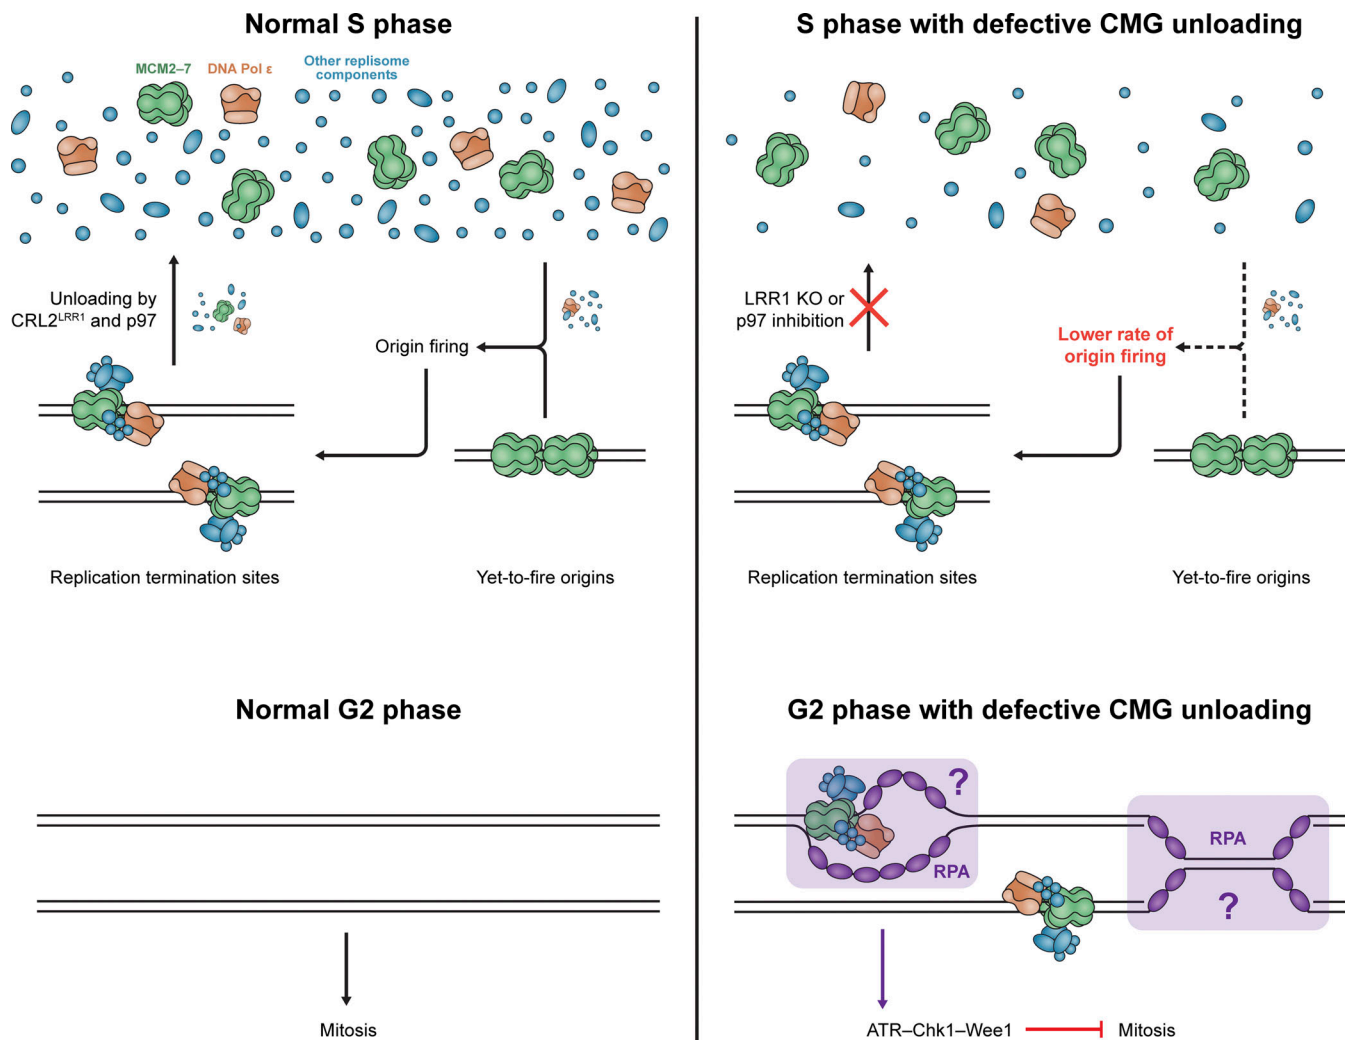 Normal S phase
MCM2–7
DNA Pol ε
Other replisome
components
Unloading by
CRL2^LRR1 and p97
Origin firing
Replication termination sites
Yet-to-fire origins
S phase with defective CMG unloading
LRR1 KO or
p97 inhibition
Lower rate of
origin firing
Replication termination sites
Yet-to-fire origins
Normal G2 phase
Mitosis
G2 phase with defective CMG unloading
?
RPA
RPA
?
ATR–Chk1–Wee1
Mitosis